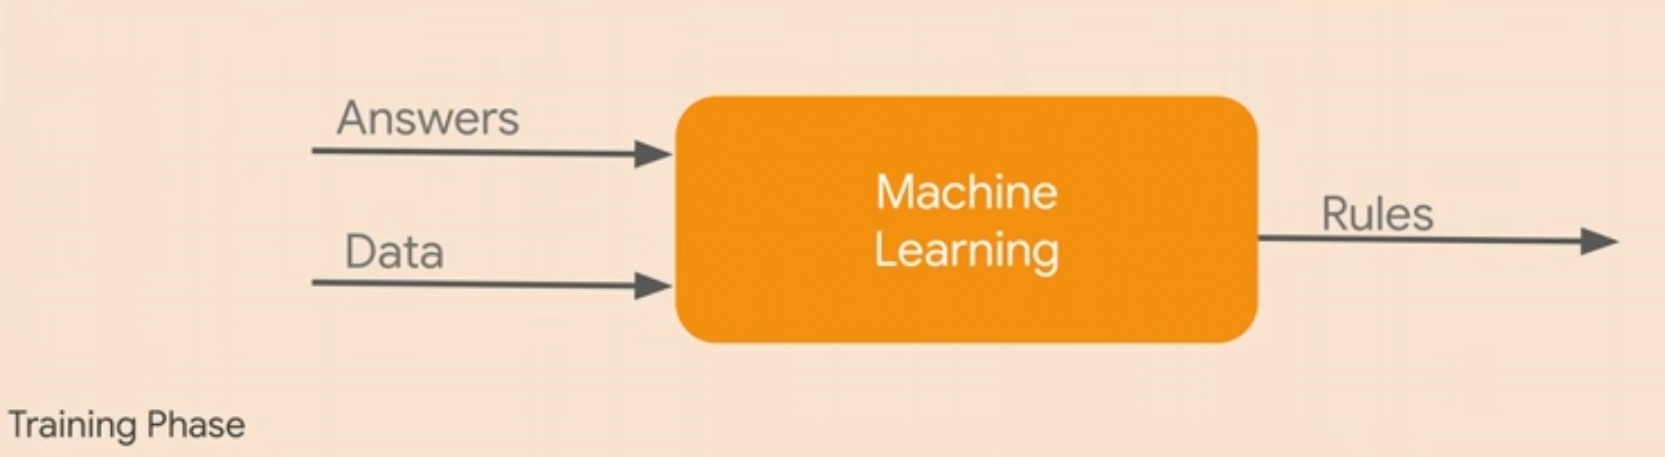 Answers
Data
Machine
Learning
Rules
Training Phase